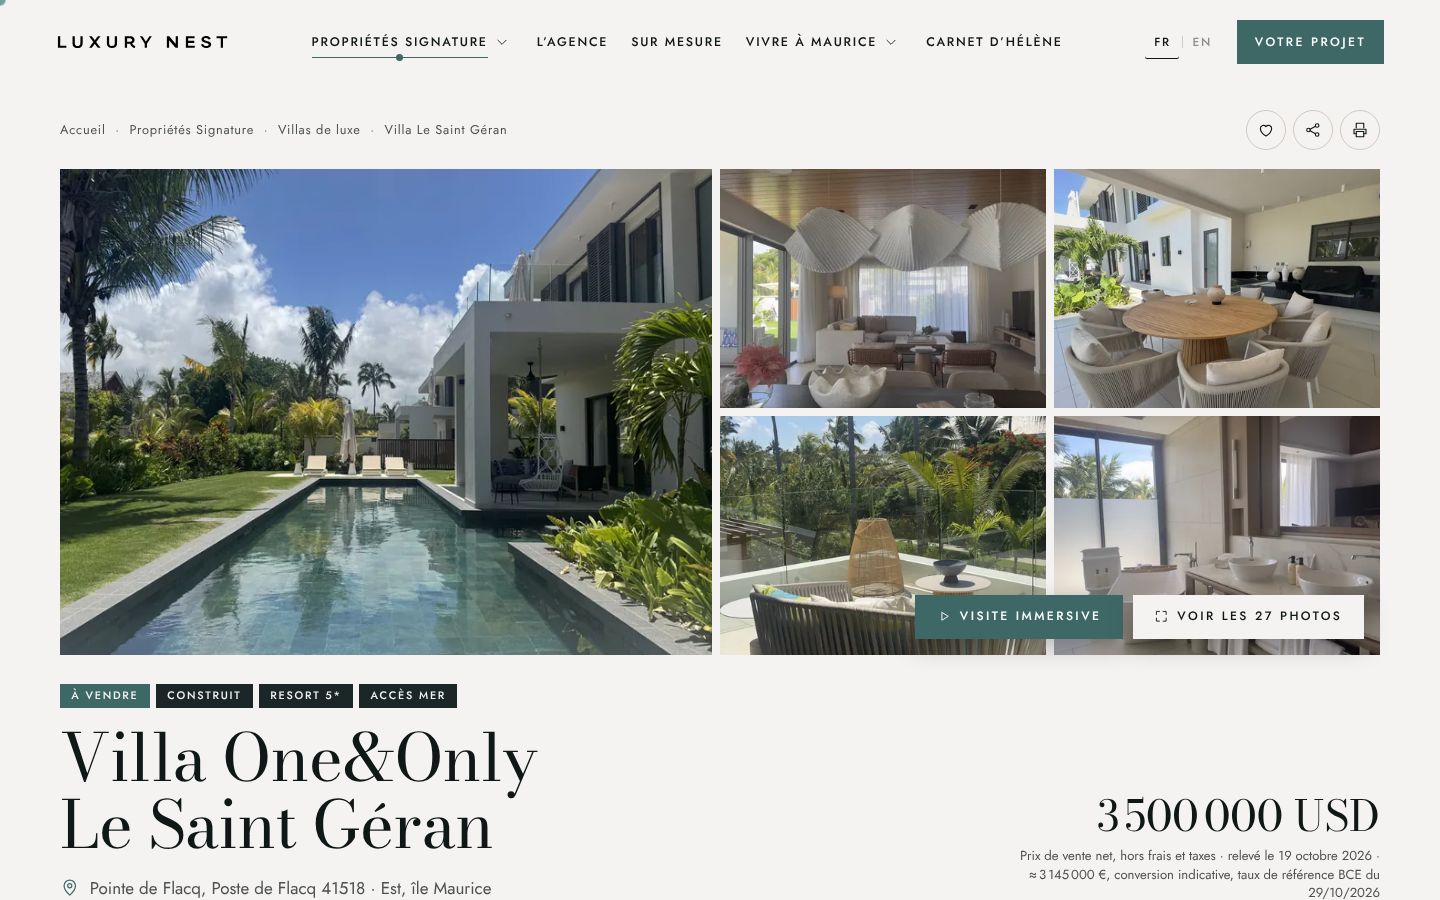 LUXURY NEST
PROPRIÉTÉS SIGNATURE
L'AGENCE
SUR MESURE
VIVRE À MAURICE
CARNET D'HÉLÈNE
FR
EN
VOTRE PROJET
Accueil · Propriétés Signature · Villas de luxe · Villa Le Saint Géran
VISITE IMMERSIVE
VOIR LES 27 PHOTOS
À VENDRE
CONSTRUIT
RESORT 5*
ACCÈS MER
Villa One&Only
Le Saint Géran
Pointe de Flacq, Poste de Flacq 41518 · Est, île Maurice
3 500 000 USD
Prix de vente net, hors frais et taxes · relevé le 19 octobre 2026 ·
≈ 3 145 000 €, conversion indicative, taux de référence BCE du
29/10/2026